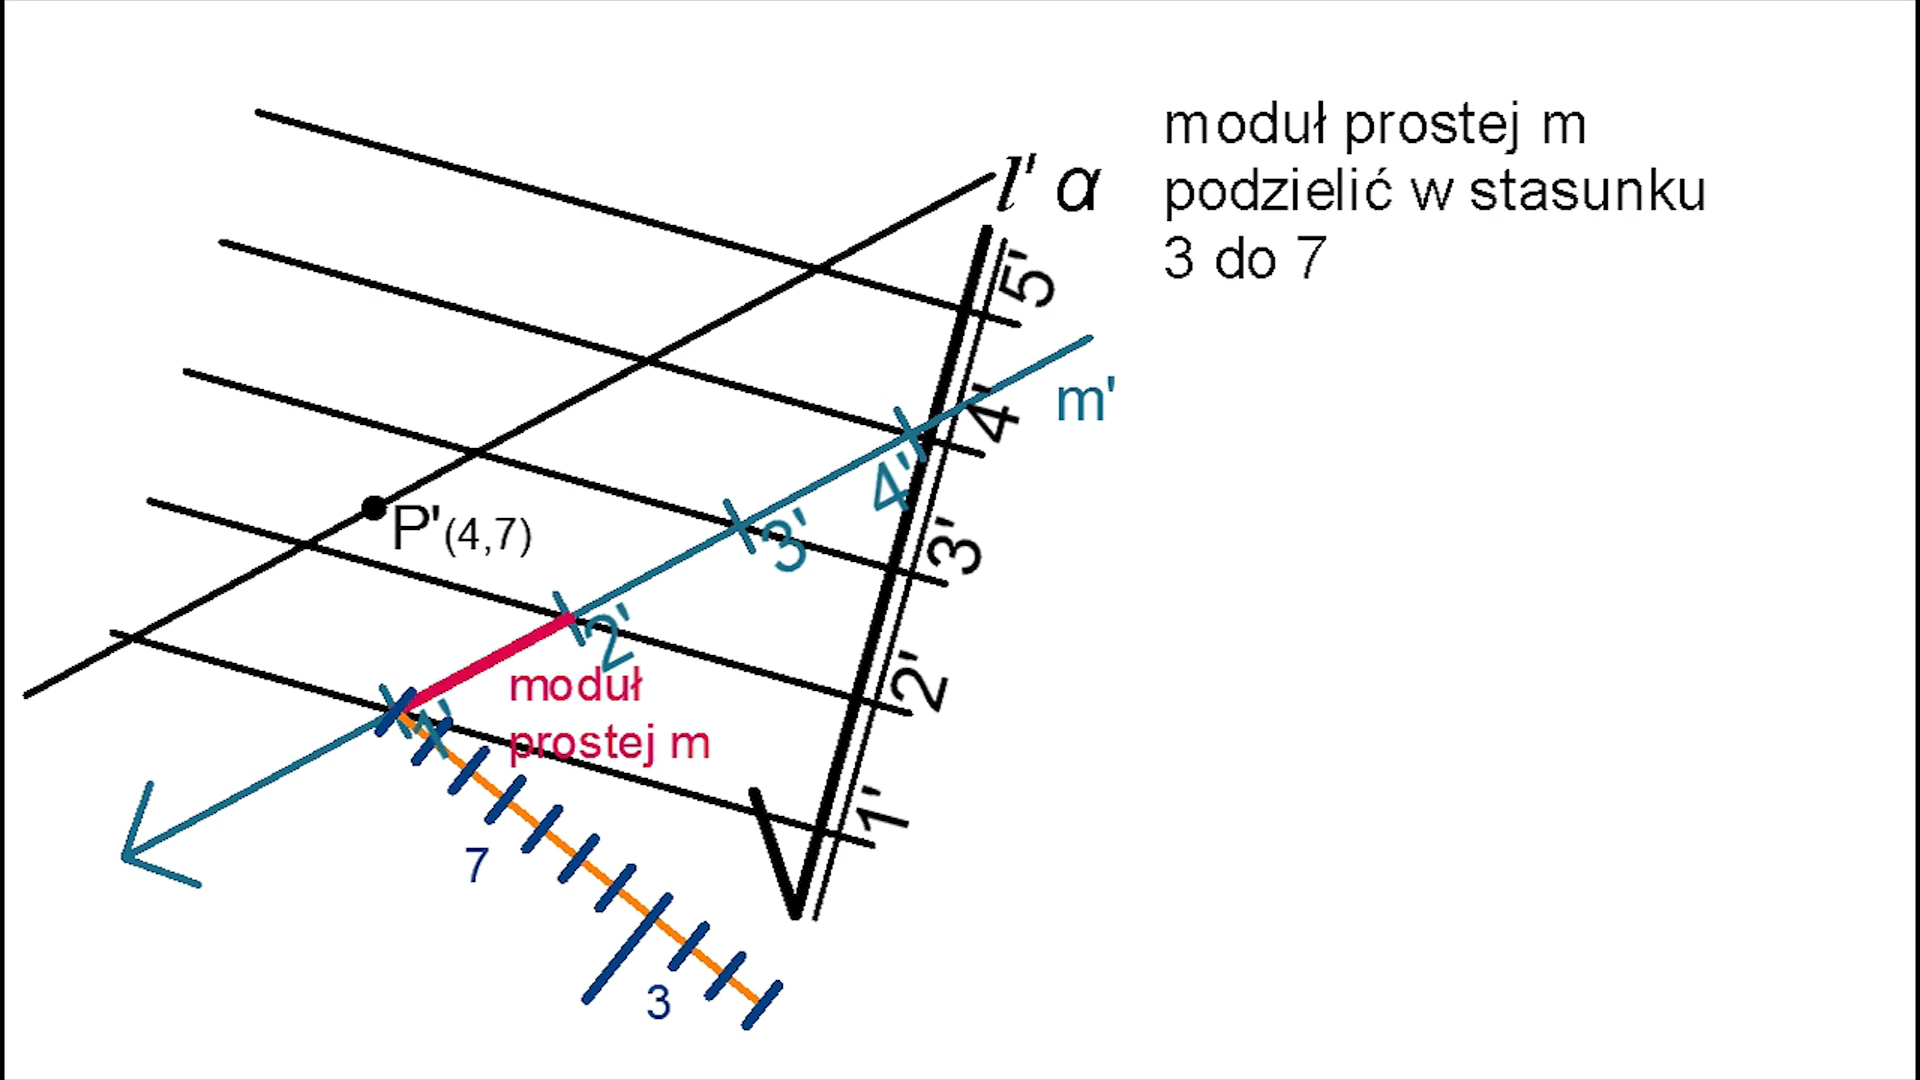 l' α
moduł prostej m
podzielić w stasunku
3 do 7
5'
m'
4'
4'
P'(4,7)
3'
3'
2'
2'
moduł
prostej m
1'
1'
7
3